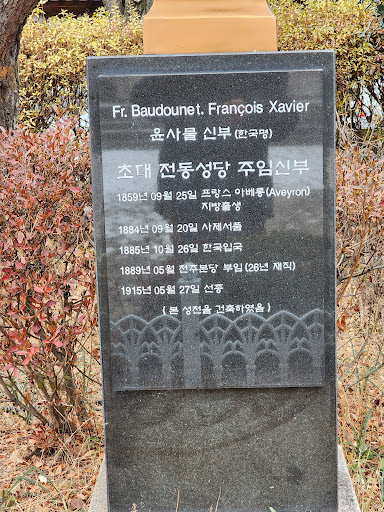 Fr. Baudounet. François Xavier
윤사물 신부 (한국명)
초대 전동성당 주임신부
1859년 09월 25일 프랑스 아베롱(Aveyron)
지방출생
1884년 09월 20일 사제서품
1885년 10월 26일 한국입국
1889년 05월 전주본당 부임 (26년 재직)
1915년 05월 27일 선종
( 본 성전을 건축하였음 )